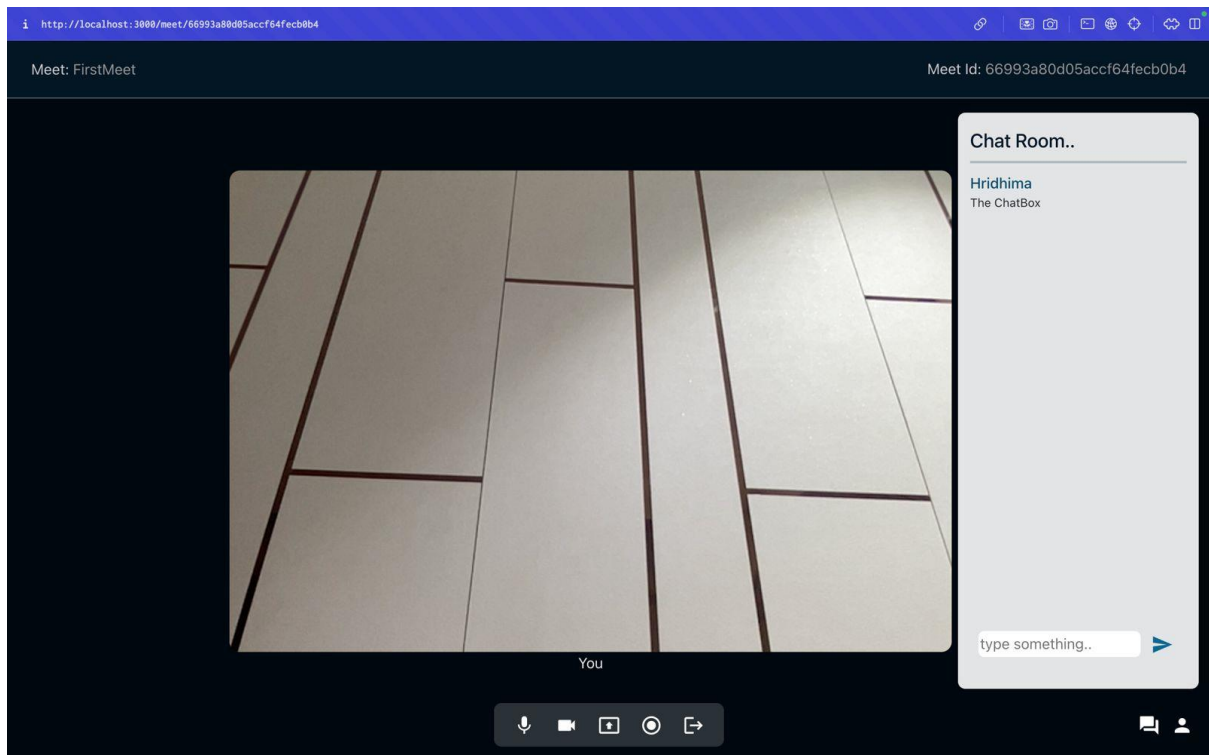 i http://localhost:3000/meet/66993a80d05accf64fecb0b4
Meet: FirstMeet
Meet Id: 66993a80d05accf64fecb0b4
Chat Room..
Hridhima
The ChatBox
type something..
You